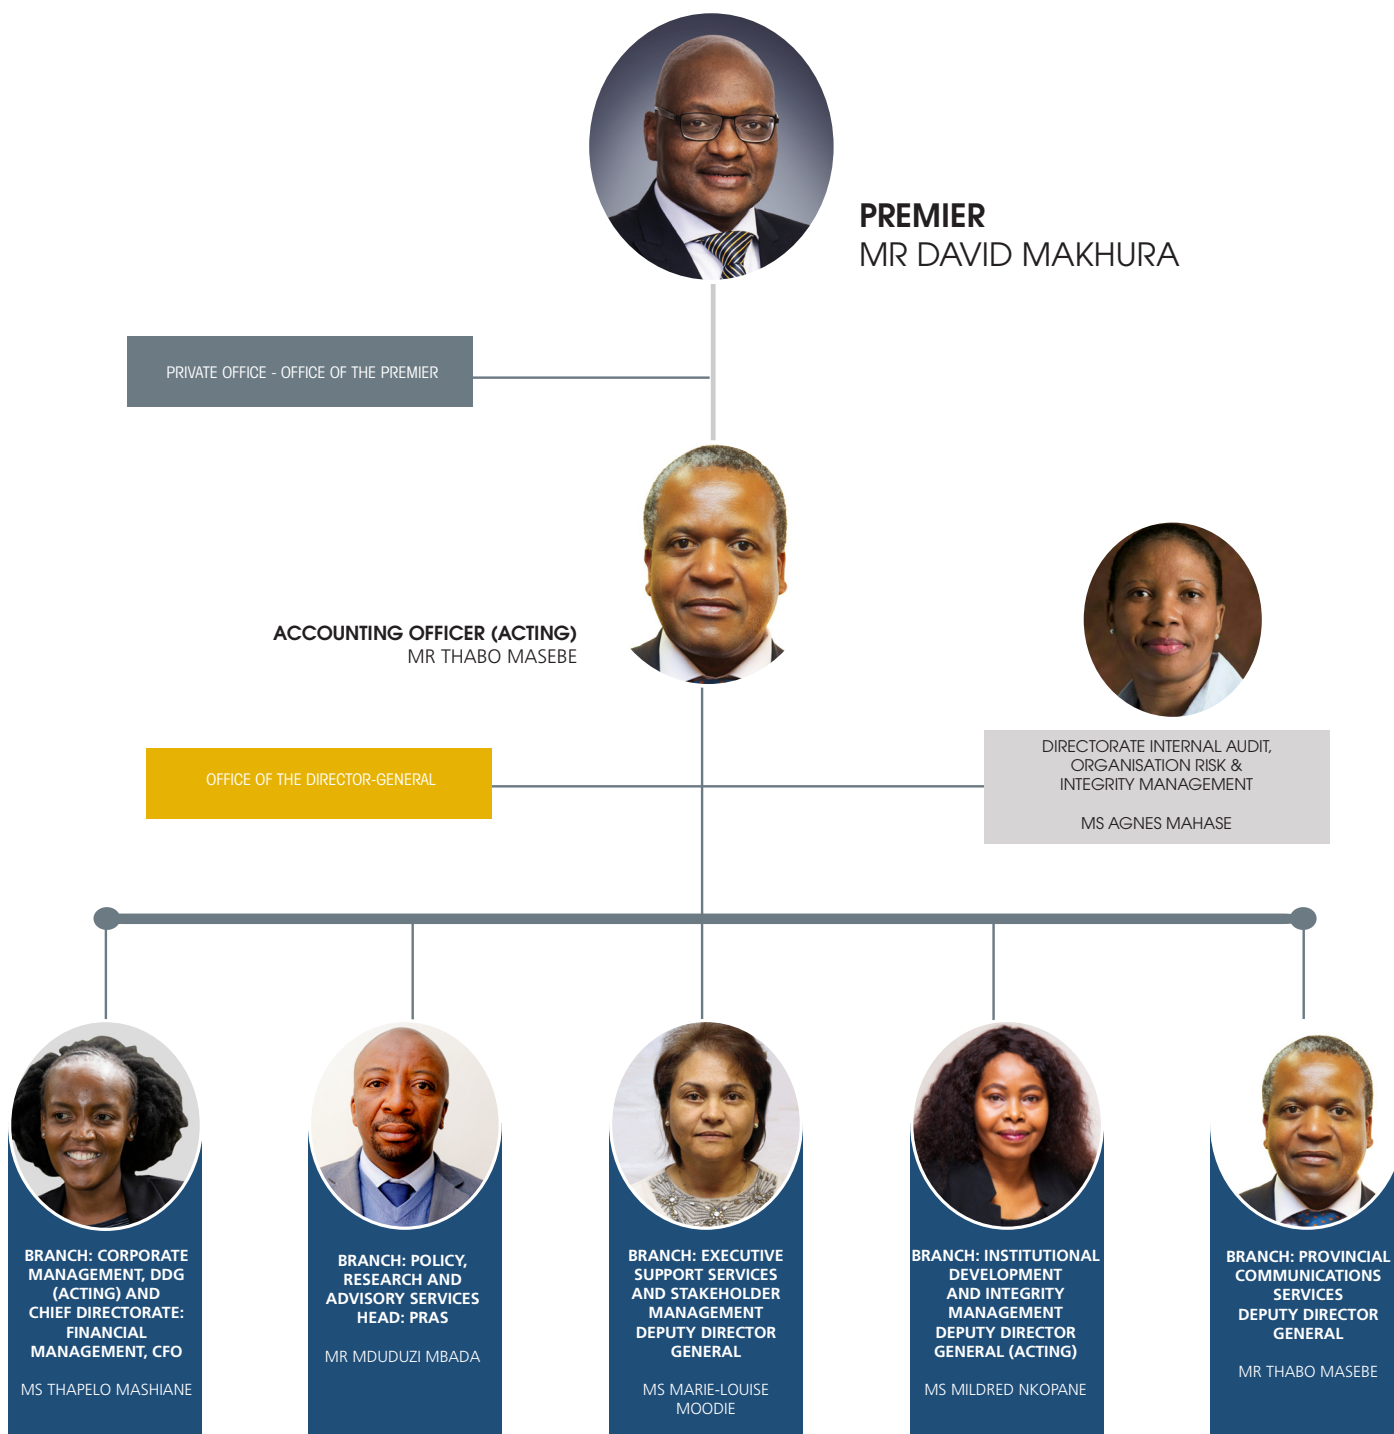 PREMIER
MR DAVID MAKHURA
PRIVATE OFFICE - OFFICE OF THE PREMIER
ACCOUNTING OFFICER (ACTING)
MR THABO MASEBE
OFFICE OF THE DIRECTOR-GENERAL
DIRECTORATE INTERNAL AUDIT,
ORGANISATION RISK &
INTEGRITY MANAGEMENT
MS AGNES MAHASE
BRANCH: CORPORATE
MANAGEMENT, DDG
(ACTING) AND
CHIEF DIRECTORATE:
FINANCIAL
MANAGEMENT, CFO
MS THAPELO MASHIANE
BRANCH: POLICY,
RESEARCH AND
ADVISORY SERVICES
HEAD: PRAS
MR MDUDUZI MBADA
BRANCH: EXECUTIVE
SUPPORT SERVICES
AND STAKEHOLDER
MANAGEMENT
DEPUTY DIRECTOR
GENERAL
MS MARIE-LOUISE
MOODIE
BRANCH: INSTITUTIONAL
DEVELOPMENT
AND INTEGRITY
MANAGEMENT
DEPUTY DIRECTOR
GENERAL (ACTING)
MS MILDRED NKOPANE
BRANCH: PROVINCIAL
COMMUNICATIONS
SERVICES
DEPUTY DIRECTOR
GENERAL
MR THABO MASEBE